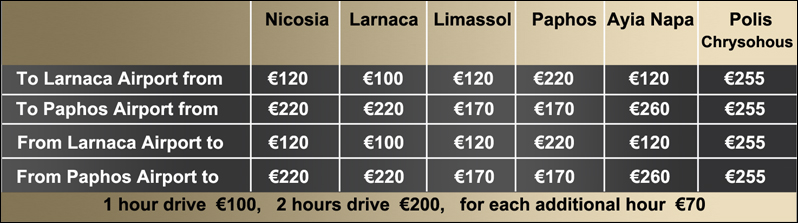 Nicosia Larnaca Limassol Paphos Ayia Napa Polis Chrysohous
To Larnaca Airport from €120 €100 €120 €220 €120 €255
To Paphos Airport from €220 €220 €170 €170 €260 €255
From Larnaca Airport to €120 €100 €120 €220 €120 €255
From Paphos Airport to €220 €220 €170 €170 €260 €255
1 hour drive €100, 2 hours drive €200, for each additional hour €70